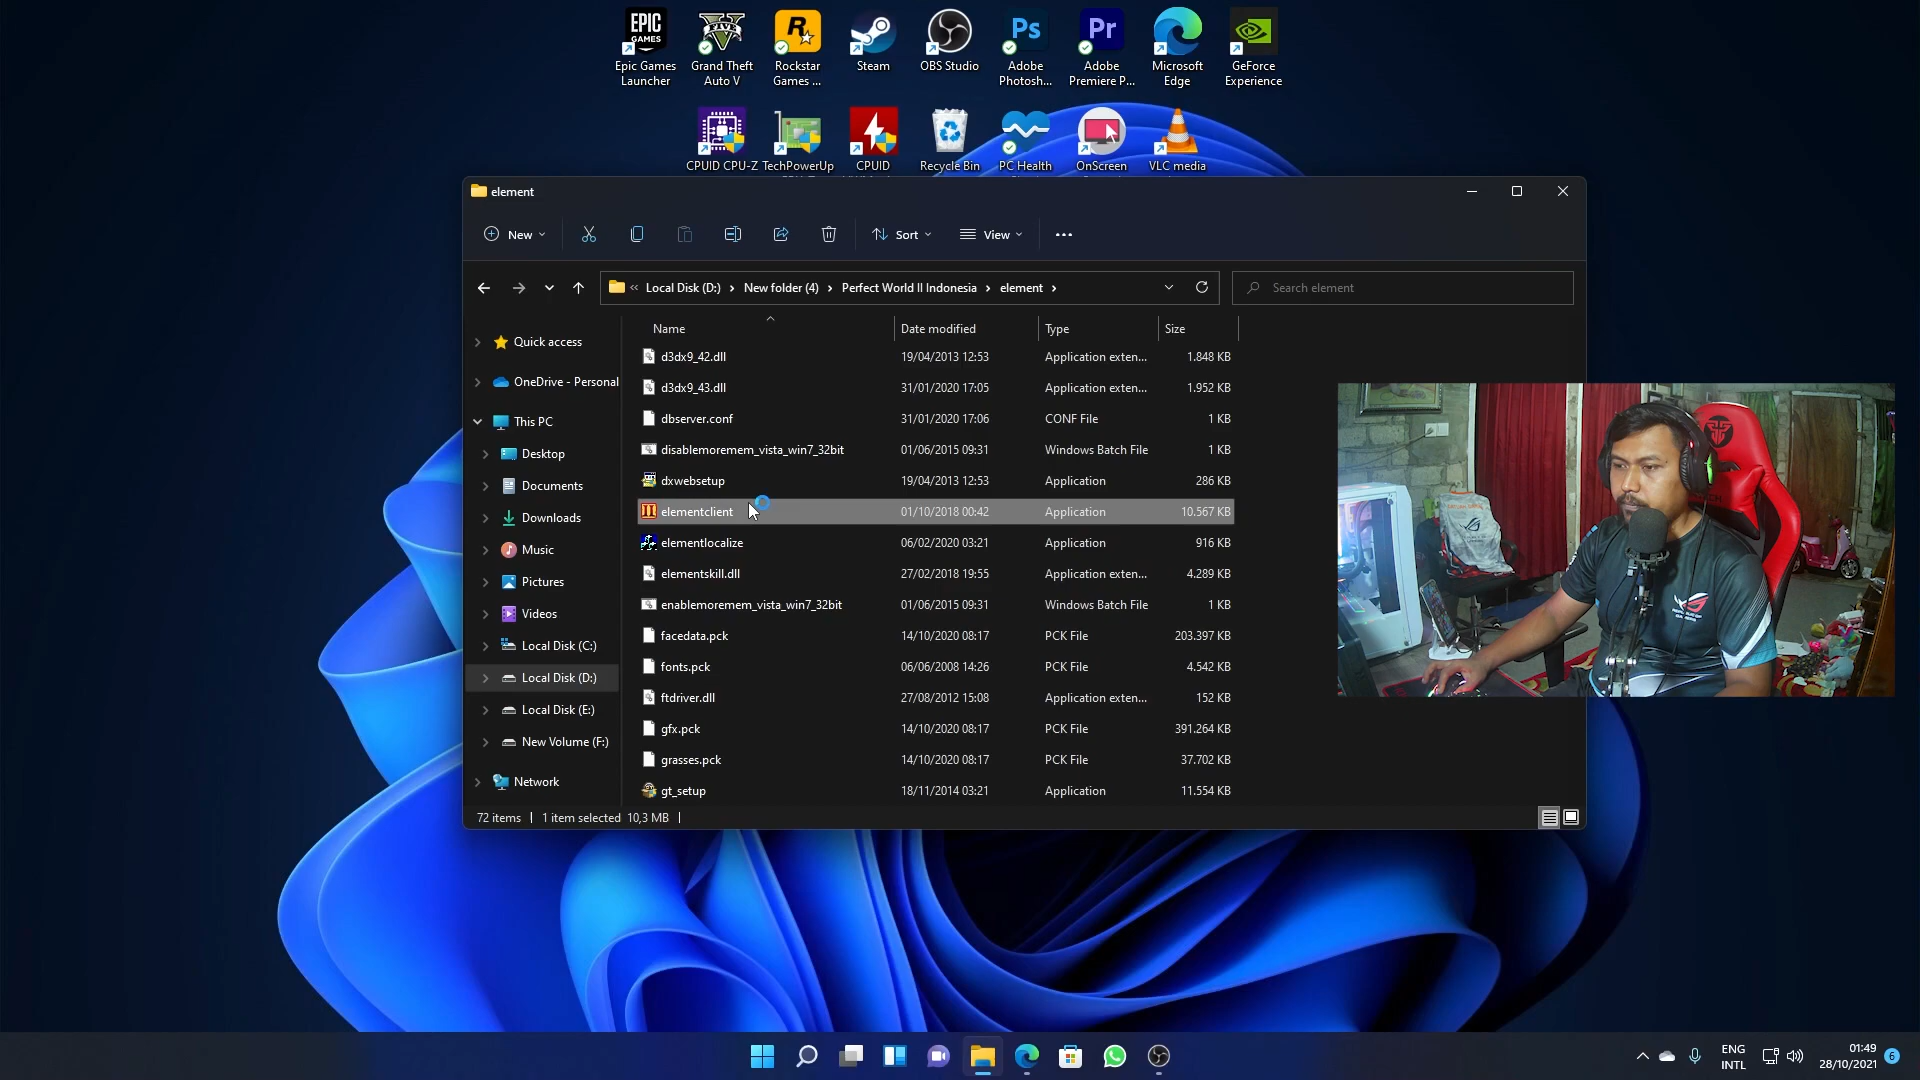 EPIC GAMES
Epic Games Launcher
Grand Theft Auto V
Rockstar Games ...
Steam
OBS Studio
Ps
Adobe Photosh...
Pr
Adobe Premiere P...
Microsoft Edge
GeForce Experience
CPUID CPU-Z
TechPowerUp
CPUID
Recycle Bin
PC Health
OnScreen
VLC media
element
New
Sort
View
Local Disk (D:) › New folder (4) › Perfect World II Indonesia › element ›
Search element
Name Date modified Type Size
d3dx9_42.dll 19/04/2013 12:53 Application exten... 1.848 KB
d3dx9_43.dll 31/01/2020 17:05 Application exten... 1.952 KB
dbserver.conf 31/01/2020 17:06 CONF File 1 KB
disablemoremem_vista_win7_32bit 01/06/2015 09:31 Windows Batch File 1 KB
dxwebsetup 19/04/2013 12:53 Application 286 KB
elementclient 01/10/2018 00:42 Application 10.567 KB
elementlocalize 06/02/2020 03:21 Application 916 KB
elementskill.dll 27/02/2018 19:55 Application exten... 4.289 KB
enablemoremem_vista_win7_32bit 01/06/2015 09:31 Windows Batch File 1 KB
facedata.pck 14/10/2020 08:17 PCK File 203.397 KB
fonts.pck 06/06/2008 14:26 PCK File 4.542 KB
ftdriver.dll 27/08/2012 15:08 Application exten... 152 KB
gfx.pck 14/10/2020 08:17 PCK File 391.264 KB
grasses.pck 14/10/2020 08:17 PCK File 37.702 KB
gt_setup 18/11/2014 03:21 Application 11.554 KB
Quick access
OneDrive - Personal
This PC
Desktop
Documents
Downloads
Music
Pictures
Videos
Local Disk (C:)
Local Disk (D:)
Local Disk (E:)
New Volume (F:)
Network
72 items | 1 item selected 10,3 MB |
ENG
INTL
01:49
28/10/2021
6